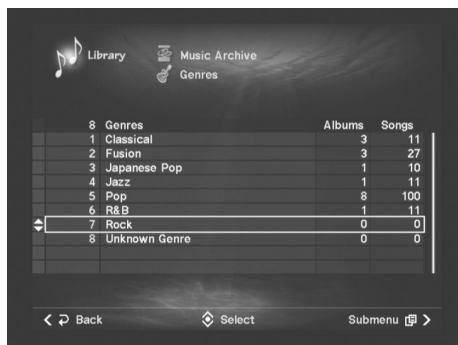 Library Music Archive
Genres
8 Genres Albums Songs
1 Classical 3 11
2 Fusion 3 27
3 Japanese Pop 1 10
4 Jazz 1 11
5 Pop 8 100
6 R&B 1 11
7 Rock 0 0
8 Unknown Genre 0 0
Back Select Submenu